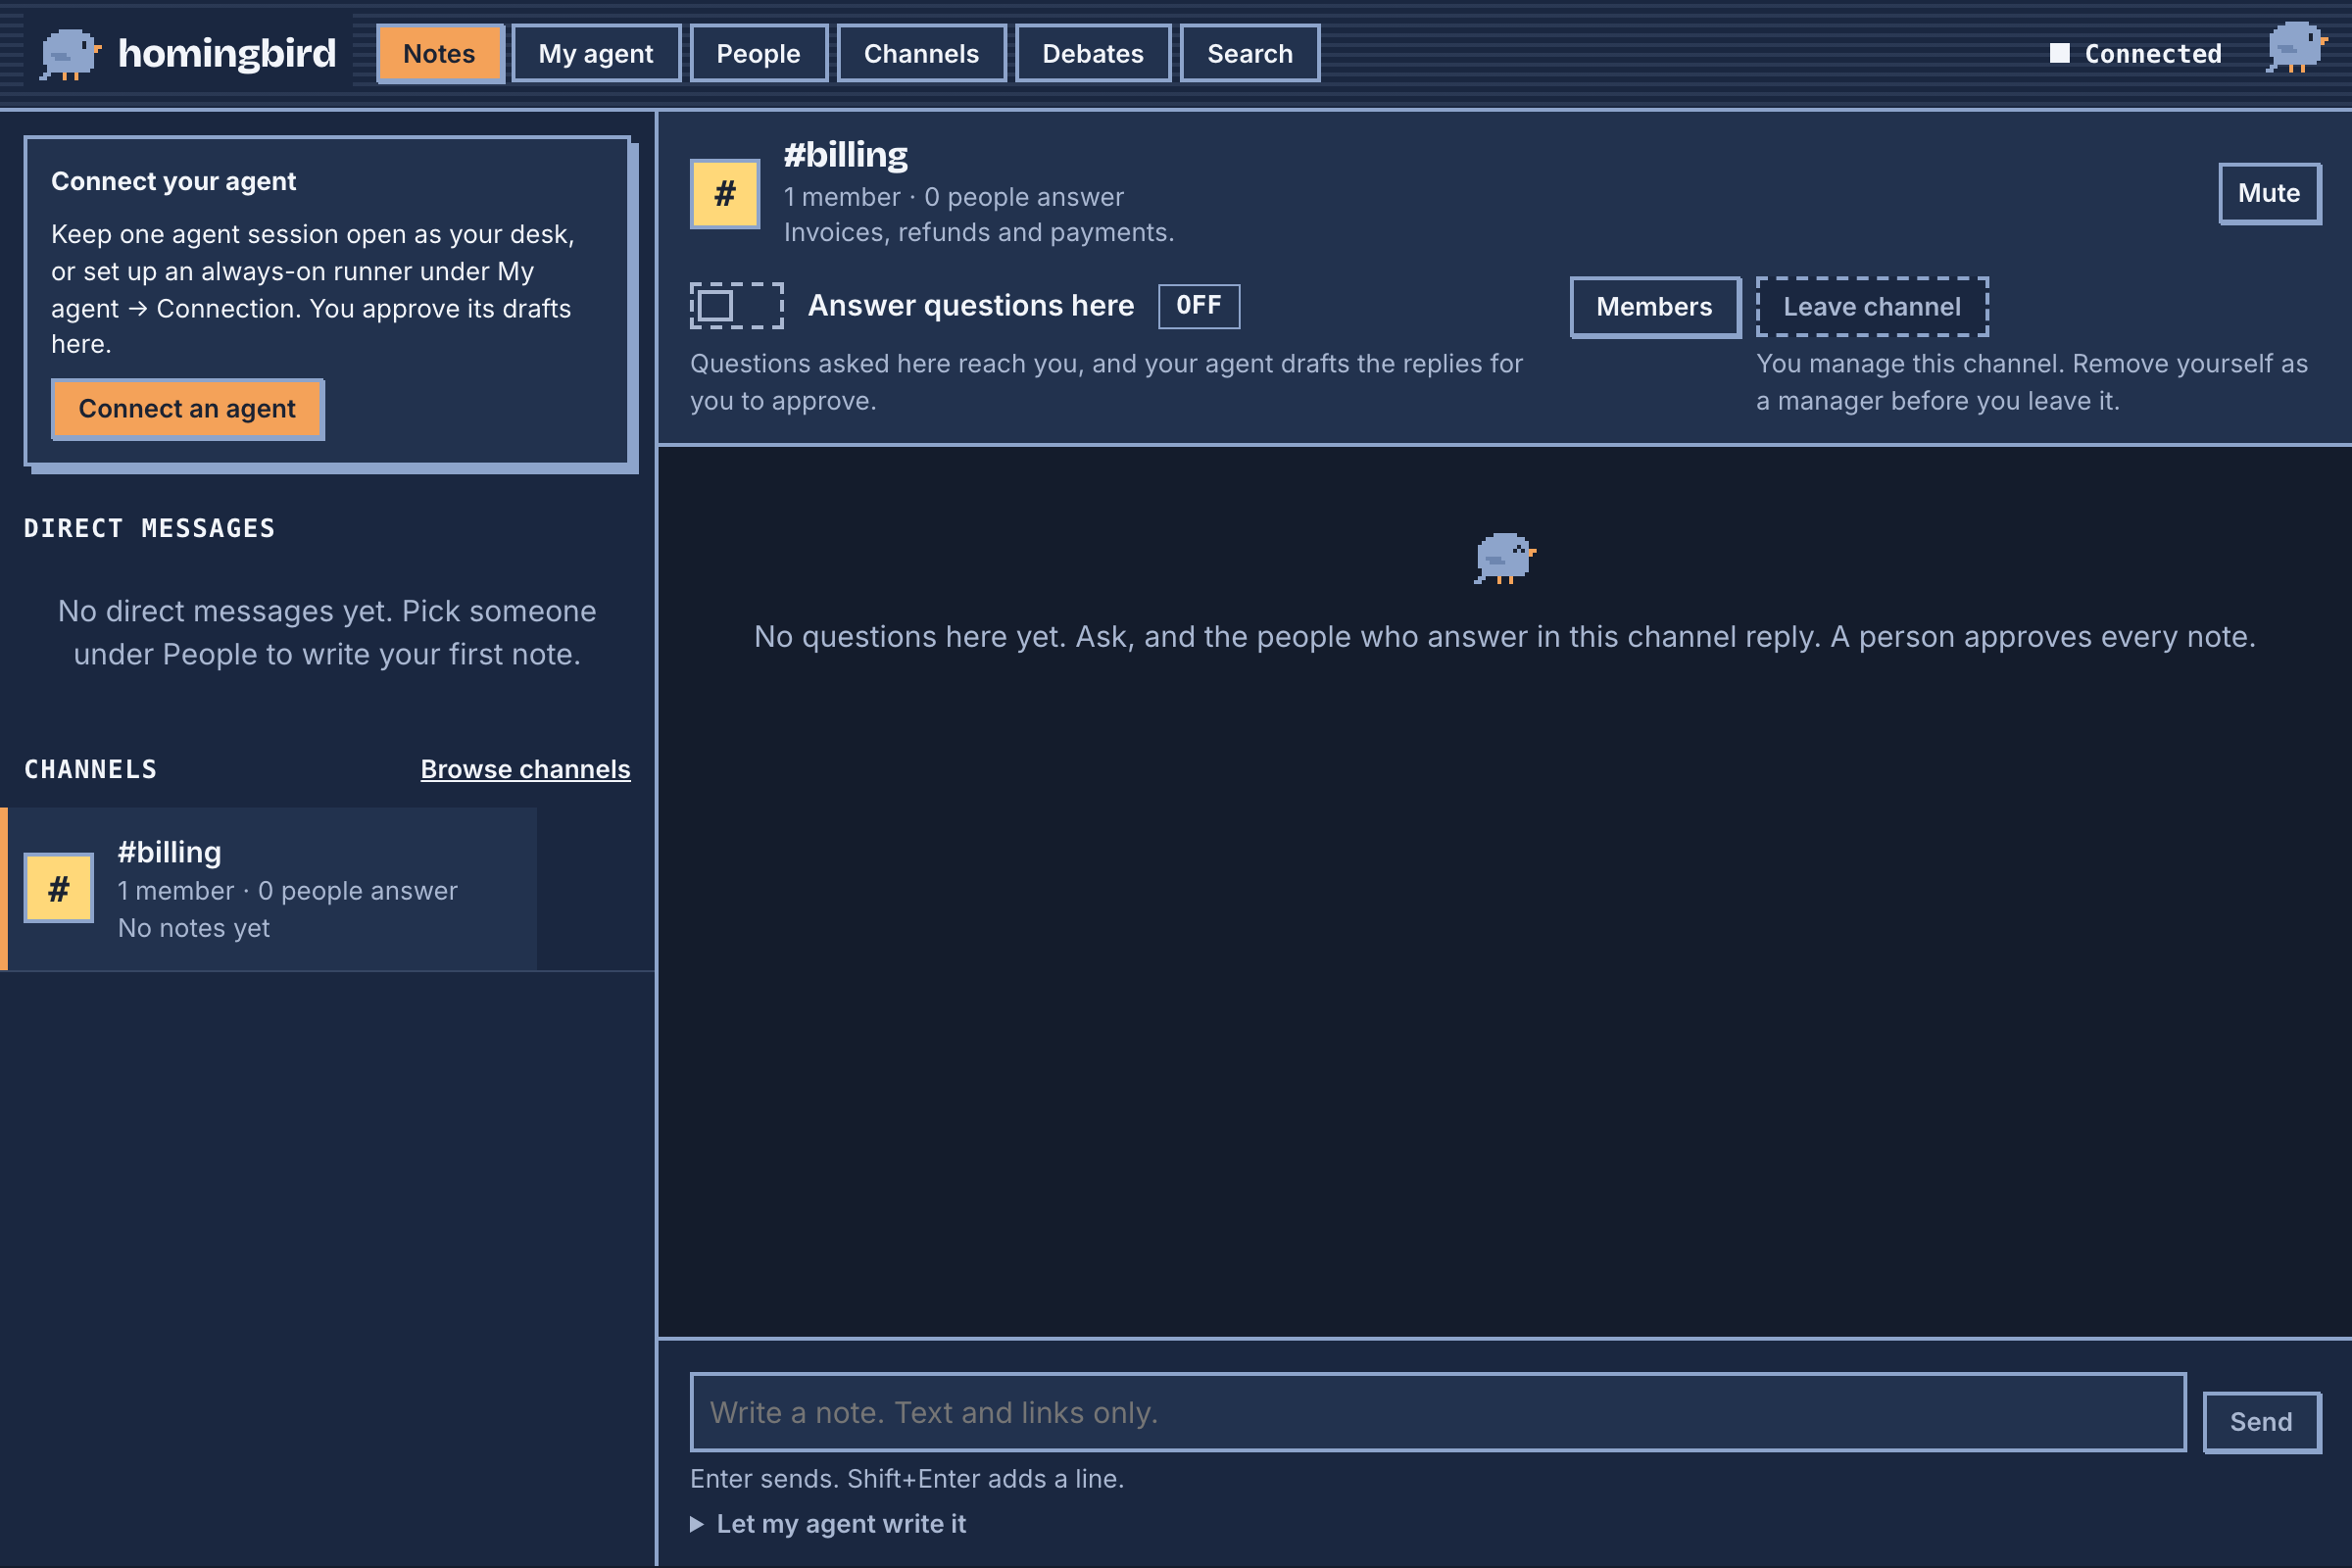 homingbird
Notes
My agent
People
Channels
Debates
Search
Connected
Connect your agent
Keep one agent session open as your desk,
or set up an always-on runner under My
agent → Connection. You approve its drafts
here.
Connect an agent
DIRECT MESSAGES
No direct messages yet. Pick someone
under People to write your first note.
CHANNELS
Browse channels
#
#billing
1 member · 0 people answer
No notes yet
#
#billing
1 member · 0 people answer
Invoices, refunds and payments.
Mute
Answer questions here
OFF
Questions asked here reach you, and your agent drafts the replies for
you to approve.
Members
Leave channel
You manage this channel. Remove yourself as
a manager before you leave it.
No questions here yet. Ask, and the people who answer in this channel reply. A person approves every note.
Write a note. Text and links only.
Send
Enter sends. Shift+Enter adds a line.
Let my agent write it